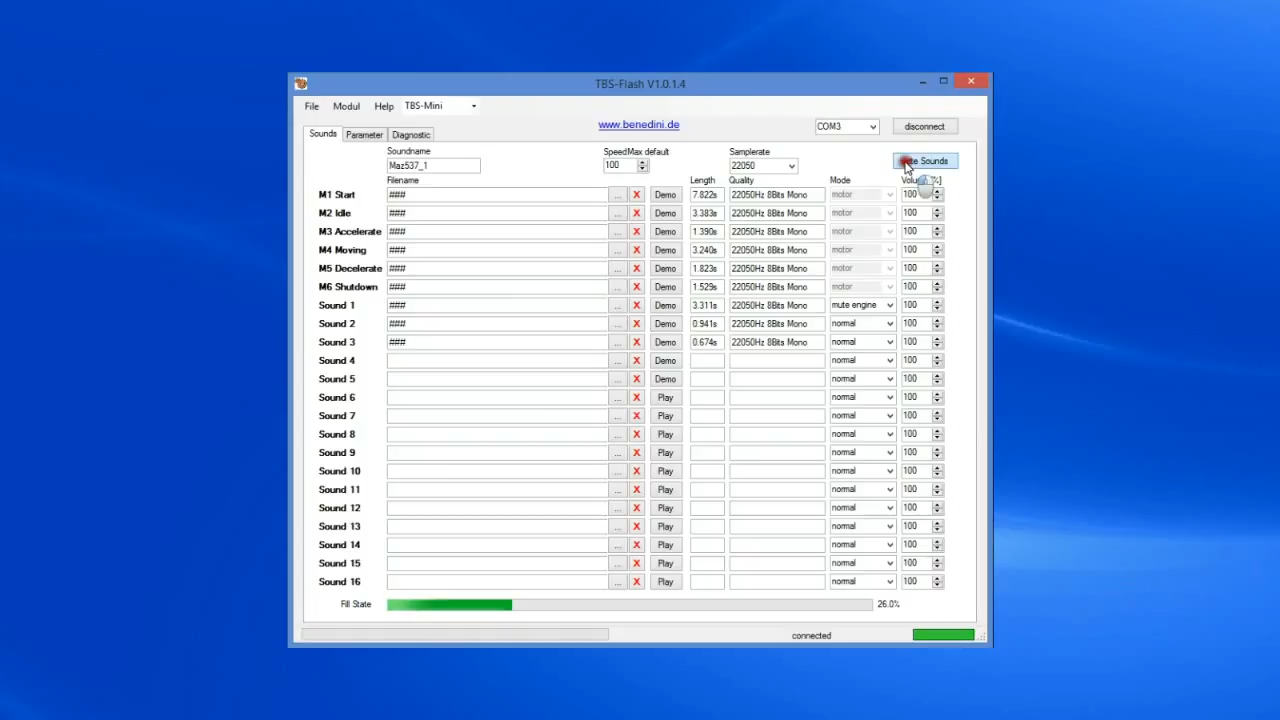 TBS-Flash V1.0.1.4
File Modul Help TBS-Mini
www.benedini.de COM3 disconnect
Sounds Parameter Diagnostic
Soundname SpeedMax default Samplerate
Maz537_1 100 22050 Sounds
Filename Length Quality Mode
M1 Start ### ... X Demo 7.822s 22050Hz 8Bits Mono motor 100
M2 Idle ### ... X Demo 3.383s 22050Hz 8Bits Mono motor 100
M3 Accelerate ### ... X Demo 1.390s 22050Hz 8Bits Mono motor 100
M4 Moving ### ... X Demo 3.240s 22050Hz 8Bits Mono motor 100
M5 Decelerate ### ... X Demo 1.823s 22050Hz 8Bits Mono motor 100
M6 Shutdown ### ... X Demo 1.529s 22050Hz 8Bits Mono motor 100
Sound 1 ### ... X Demo 3.311s 22050Hz 8Bits Mono mute engine 100
Sound 2 ### ... X Demo 0.941s 22050Hz 8Bits Mono normal 100
Sound 3 ### ... X Demo 0.674s 22050Hz 8Bits Mono normal 100
Sound 4 ... X Demo normal 100
Sound 5 ... X Demo normal 100
Sound 6 ... X Play normal 100
Sound 7 ... X Play normal 100
Sound 8 ... X Play normal 100
Sound 9 ... X Play normal 100
Sound 10 ... X Play normal 100
Sound 11 ... X Play normal 100
Sound 12 ... X Play normal 100
Sound 13 ... X Play normal 100
Sound 14 ... X Play normal 100
Sound 15 ... X Play normal 100
Sound 16 ... X Play normal 100
Fill State 26.0%
connected